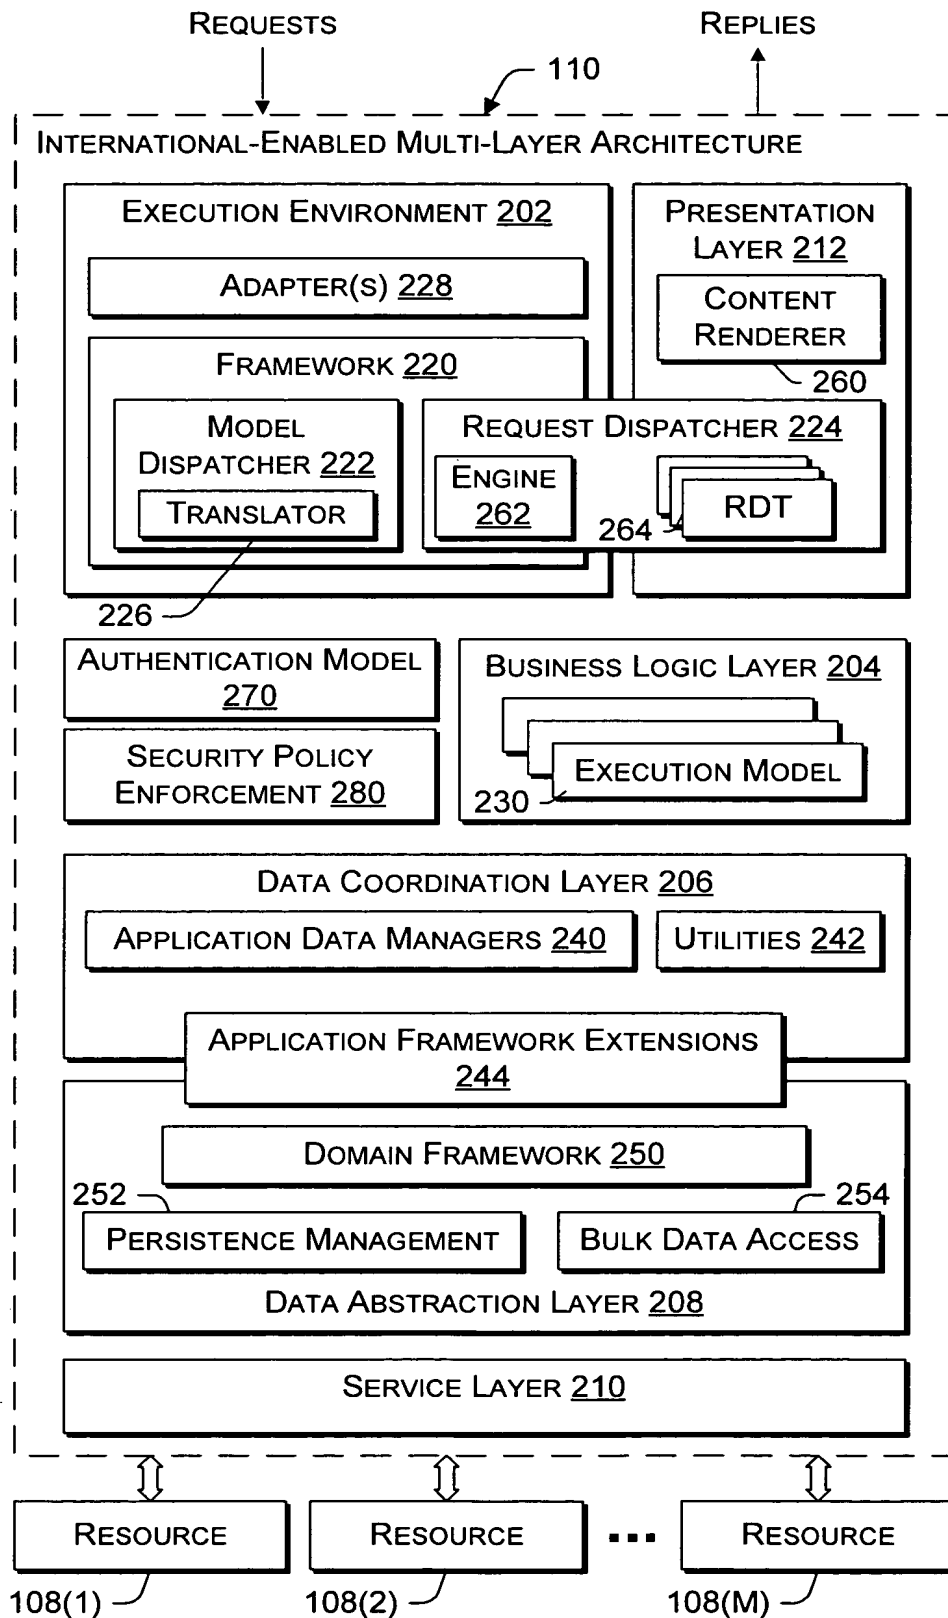 REQUESTS
REPLIES
110
INTERNATIONAL-ENABLED MULTI-LAYER ARCHITECTURE
EXECUTION ENVIRONMENT 202
ADAPTER(S) 228
FRAMEWORK 220
MODEL
DISPATCHER 222
TRANSLATOR
226
PRESENTATION
LAYER 212
CONTENT
RENDERER
260
REQUEST DISPATCHER 224
ENGINE
262
264
RDT
AUTHENTICATION MODEL
270
SECURITY POLICY
ENFORCEMENT 280
BUSINESS LOGIC LAYER 204
EXECUTION MODEL
230
DATA COORDINATION LAYER 206
APPLICATION DATA MANAGERS 240
UTILITIES 242
APPLICATION FRAMEWORK EXTENSIONS
244
DOMAIN FRAMEWORK 250
252
254
PERSISTENCE MANAGEMENT
BULK DATA ACCESS
DATA ABSTRACTION LAYER 208
SERVICE LAYER 210
RESOURCE
RESOURCE
...
RESOURCE
108(1)
108(2)
108(M)